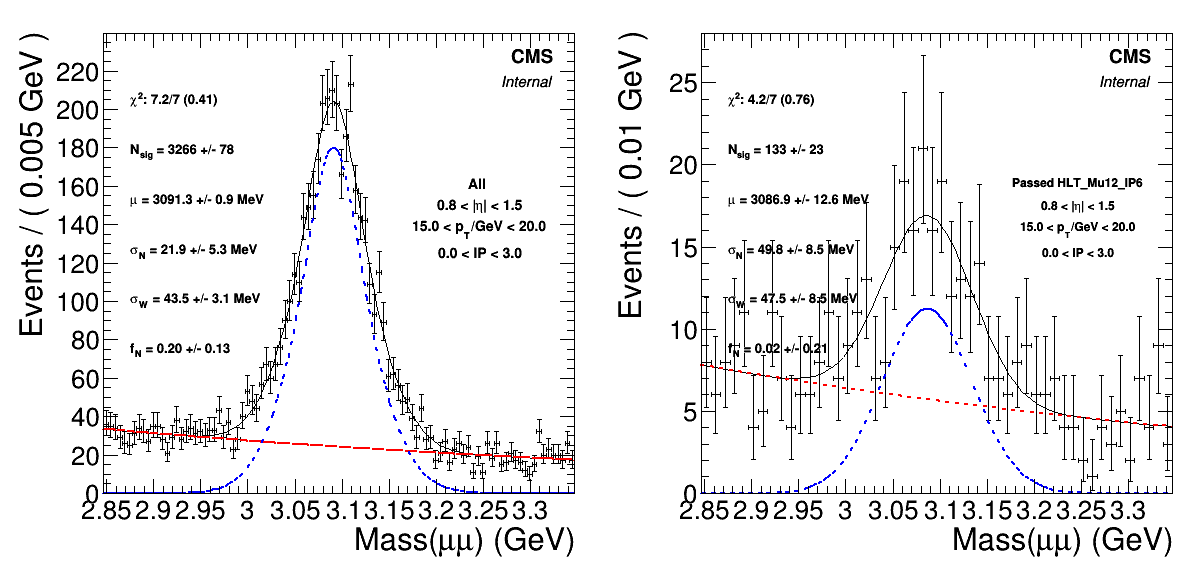 Events / ( 0.005 GeV )
220
200
180
160
140
120
100
80
60
40
20
0
CMS
Internal
χ²: 7.2/7 (0.41)
N_sig = 3266 +/- 78
μ = 3091.3 +/- 0.9 MeV
σ_N = 21.9 +/- 5.3 MeV
σ_W = 43.5 +/- 3.1 MeV
f_N = 0.20 +/- 0.13
All
0.8 < |η| < 1.5
15.0 < p_T/GeV < 20.0
0.0 < IP < 3.0
2.85 2.9 2.95 3 3.05 3.1 3.15 3.2 3.25 3.3
Mass(μμ) (GeV)
Events / ( 0.01 GeV )
25
20
15
10
5
0
CMS
Internal
χ²: 4.2/7 (0.76)
N_sig = 133 +/- 23
μ = 3086.9 +/- 12.6 MeV
σ_N = 49.8 +/- 8.5 MeV
σ_W = 47.5 +/- 8.5 MeV
f_N = 0.02 +/- 0.21
Passed HLT_Mu12_IP6
0.8 < |η| < 1.5
15.0 < p_T/GeV < 20.0
0.0 < IP < 3.0
2.85 2.9 2.95 3 3.05 3.1 3.15 3.2 3.25 3.3
Mass(μμ) (GeV)